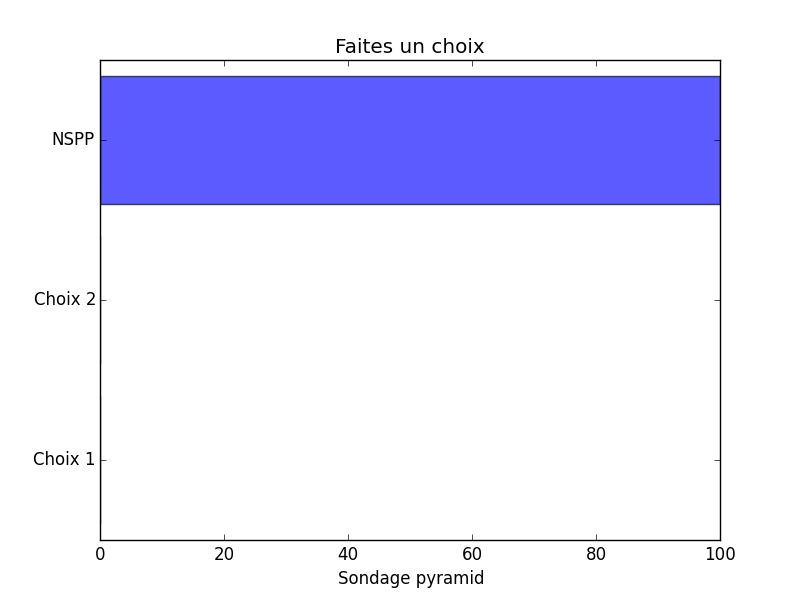 Faites un choix
NSPP
Choix 2
Choix 1
0 20 40 60 80 100
Sondage pyramid